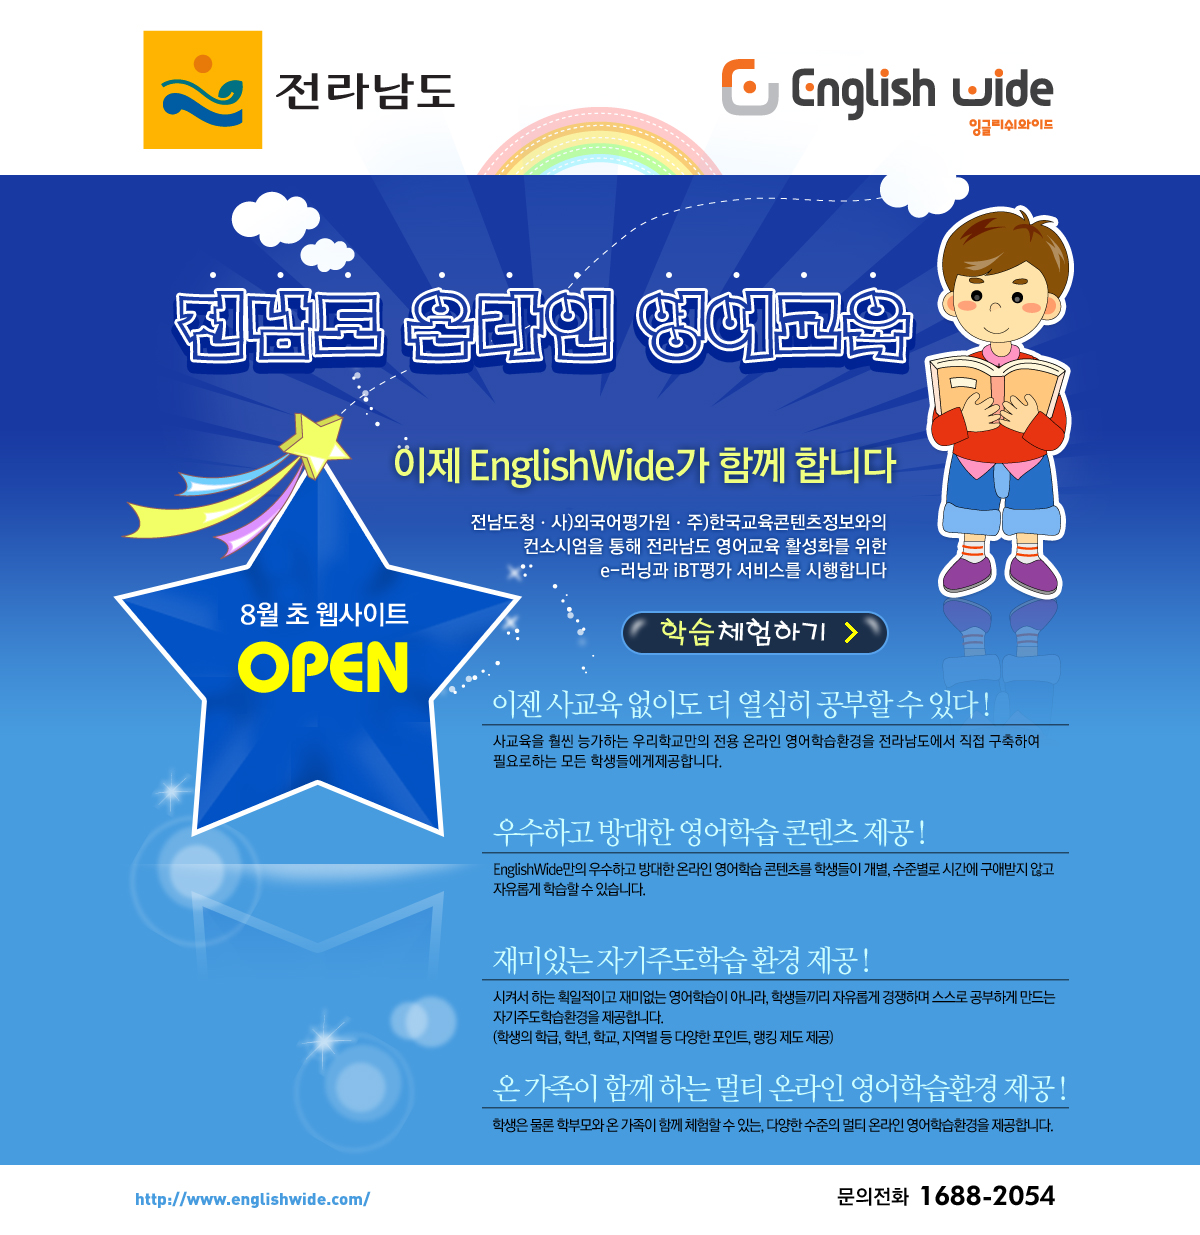 전라남도
English Wide
잉글리쉬와이드
전남도 온라인 영어교육
이제 EnglishWide가 함께 합니다
전남도청 · 사)외국어평가원 · 주)한국교육콘텐츠정보와의
컨소시엄을 통해 전라남도 영어교육 활성화를 위한
e-러닝과 iBT평가 서비스를 시행합니다
8월 초 웹사이트
OPEN
학습체험하기
이젠 사교육 없이도 더 열심히 공부할 수 있다 !
사교육을 훨씬 능가하는 우리학교만의 전용 온라인 영어학습환경을 전라남도에서 직접 구축하여
필요로하는 모든 학생들에게제공합니다.
우수하고 방대한 영어학습 콘텐츠 제공 !
EnglishWide만의 우수하고 방대한 온라인 영어학습 콘텐츠를 학생들이 개별, 수준별로 시간에 구애받지 않고
자유롭게 학습할 수 있습니다.
재미있는 자기주도학습 환경 제공 !
시켜서 하는 획일적이고 재미없는 영어학습이 아니라, 학생들끼리 자유롭게 경쟁하며 스스로 공부하게 만드는
자기주도학습환경을 제공합니다.
(학생의 학급, 학년, 학교, 지역별 등 다양한 포인트, 랭킹 제도 제공)
온 가족이 함께 하는 멀티 온라인 영어학습환경 제공 !
학생은 물론 학부모와 온 가족이 함께 체험할 수 있는, 다양한 수준의 멀티 온라인 영어학습환경을 제공합니다.
http://www.englishwide.com/
문의전화 1688-2054